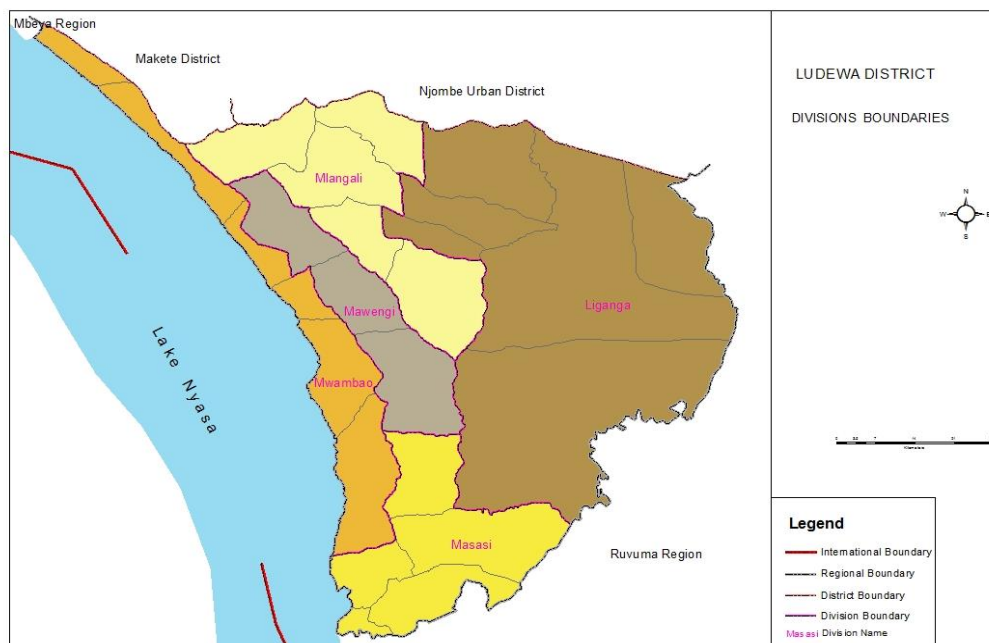 Mbeya Region
Makete District
Njombe Urban District
LUDEWA DISTRICT
DIVISIONS BOUNDARIES
Mlangali
N
W
E
S
Liganga
Mawengi
Lake Nyasa
Mwambao
Masasi
Ruvuma Region
Legend
International Boundary
Regional Boundary
District Boundary
Division Boundary
Masasi Division Name